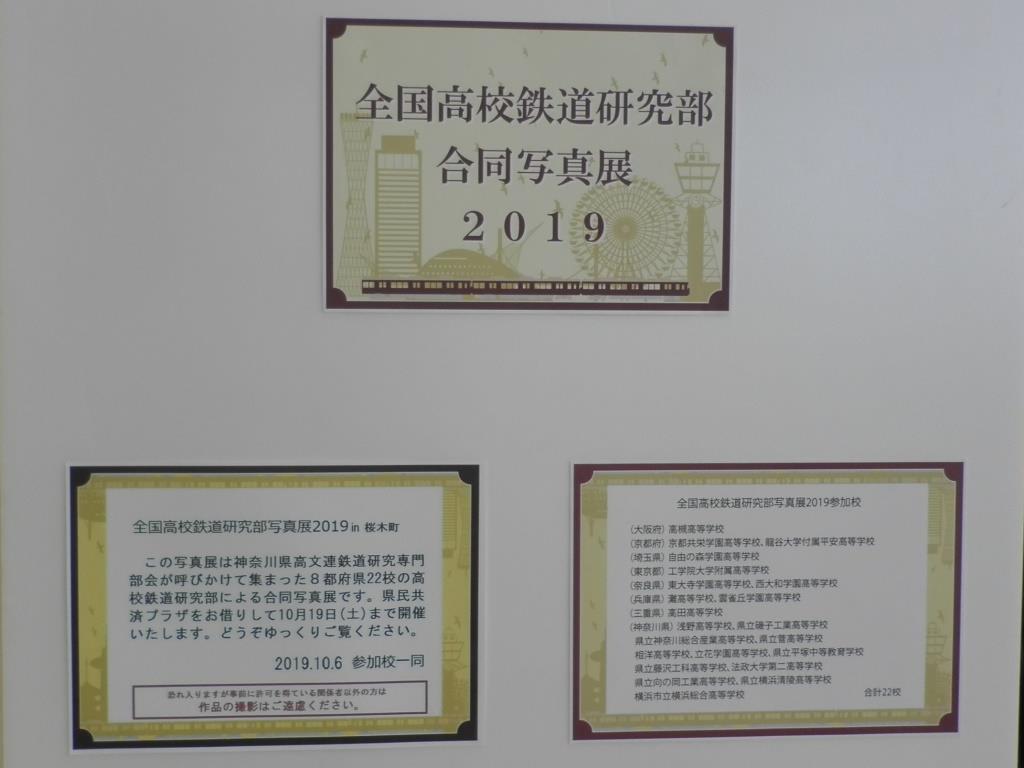 全国高校鉄道研究部
合同写真展
2019
全国高校鉄道研究部写真展2019 in 桜木町
この写真展は神奈川県高文連鉄道研究専門
部会が呼びかけて集まった8都府県22校の高
校鉄道研究部による合同写真展です。県民共
済プラザをお借りして10月19日(土)まで開催
いたします。どうぞゆっくりご覧ください。
2019.10.6 参加校一同
恐れ入りますが事前に許可を得ている関係者以外の方は
作品の撮影はご遠慮ください。
全国高校鉄道研究部写真展2019参加校
(大阪府) 高槻高等学校
(京都府) 京都共栄学園高等学校、龍谷大学付属平安高等学校
(埼玉県) 自由の森学園高等学校
(東京都) 工学院大学附属高等学校
(奈良県) 東大寺学園高等学校、西大和学園高等学校
(兵庫県) 灘高等学校、雲雀丘学園高等学校
(三重県) 高田高等学校
(神奈川県) 浅野高等学校、県立磯子工業高等学校
県立神奈川総合産業高等学校、県立菅高等学校
相洋高等学校、立花学園高等学校、県立平塚中等教育学校
県立藤沢工科高等学校、法政大学第二高等学校
県立向の岡工業高等学校、県立横浜清陵高等学校
横浜市立横浜総合高等学校
合計22校